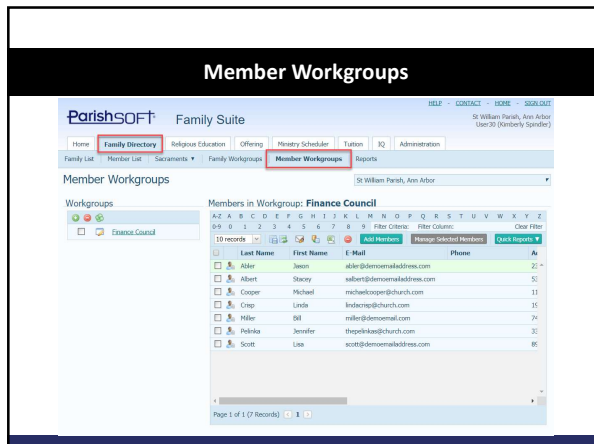 Member Workgroups
HELP - CONTACT - HOME - SIGN OUT
ParishSOFT Family Suite
St William Parish, Ann Arbor
User30 (Kimberly Spindler)
Home Family Directory Religious Education Offering Ministry Scheduler Tuition IQ Administration
Family List Member List Sacraments ▼ Family Workgroups Member Workgroups Reports
Member Workgroups St William Parish, Ann Arbor
Workgroups Members in Workgroup: Finance Council
A-Z A B C D E F G H I J K L M N O P Q R S T U V W X Y Z
0-9 0 1 2 3 4 5 6 7 8 9 Filter Criteria: Filter Column: Clear Filter
Finance Council
10 records Add Members Manage Selected Members Quick Reports ▼
Last Name First Name E-Mail Phone
Abler Jason abler@demoemailaddress.com
Albert Stacey salbert@demoemailaddress.com
Cooper Michael michaelcooper@church.com 11
Crisp Linda lindacrisp@church.com
Miller Bill miller@demoemail.com 74
Pelinka Jennifer thepelinkas@church.com
Scott Lisa scott@demoemailaddress.com
Page 1 of 1 (7 Records) 1